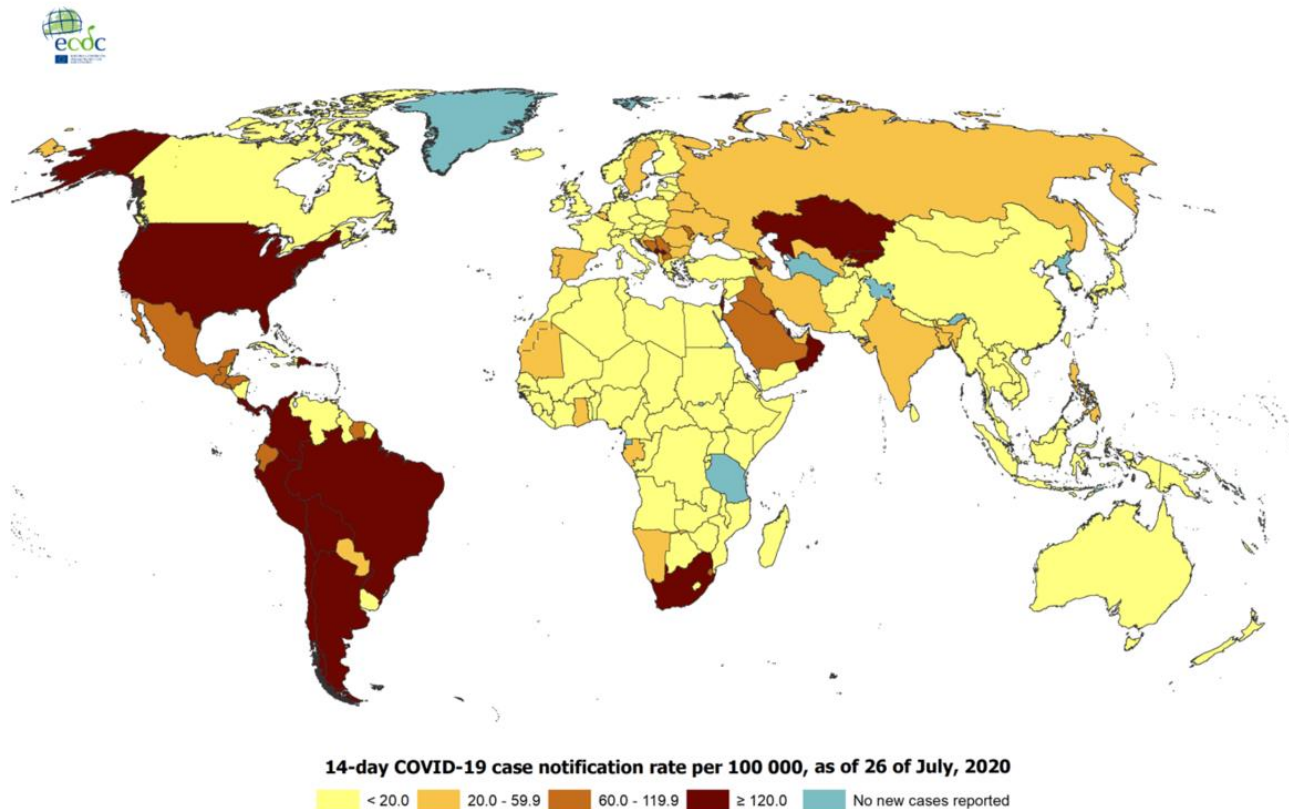 ecdc
14-day COVID-19 case notification rate per 100 000, as of 26 of July, 2020
< 20.0 20.0 - 59.9 60.0 - 119.9 ≥ 120.0 No new cases reported